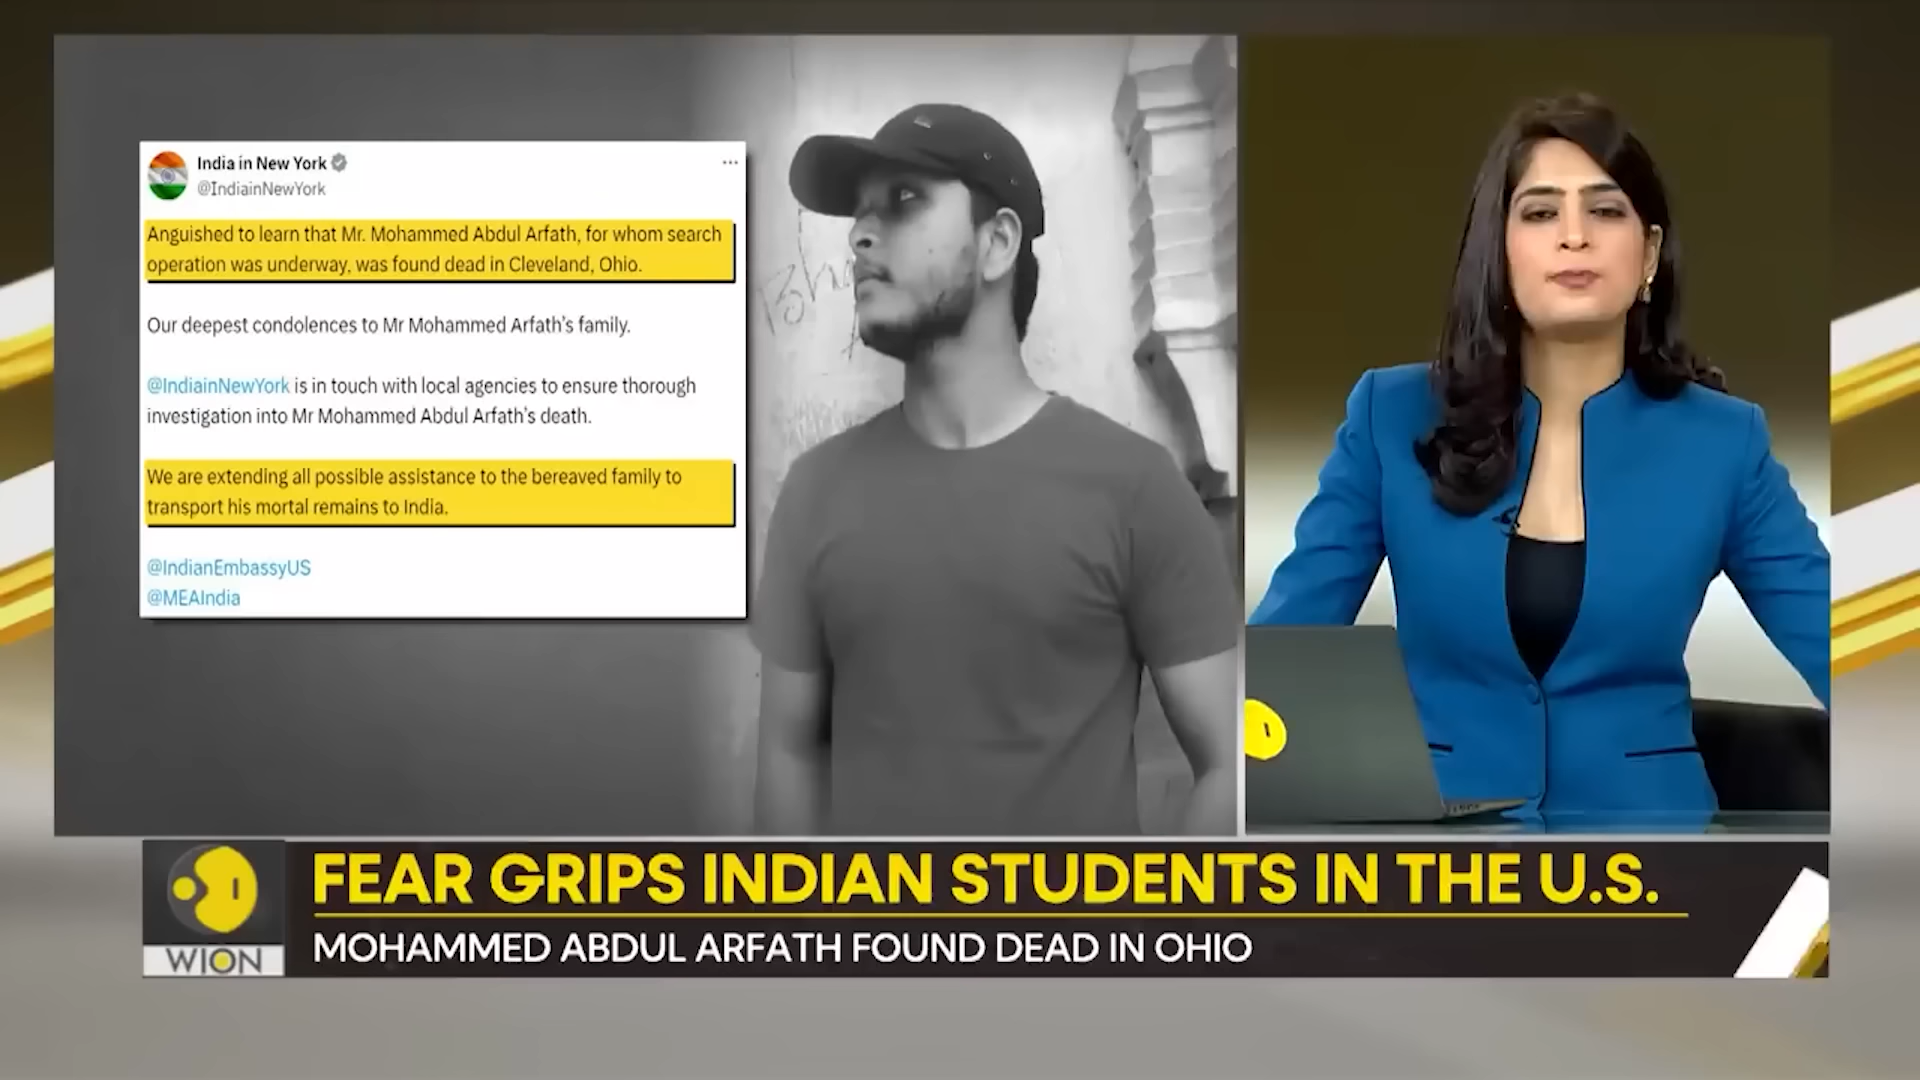 India in New York
@IndiainNewYork
Anguished to learn that Mr. Mohammed Abdul Arfath, for whom search
operation was underway, was found dead in Cleveland, Ohio.
Our deepest condolences to Mr Mohammed Arfath's family.
@IndiainNewYork is in touch with local agencies to ensure thorough
investigation into Mr Mohammed Abdul Arfath's death.
We are extending all possible assistance to the bereaved family to
transport his mortal remains to India.
@IndianEmbassyUS
@MEAIndia
FEAR GRIPS INDIAN STUDENTS IN THE U.S.
MOHAMMED ABDUL ARFATH FOUND DEAD IN OHIO
WION